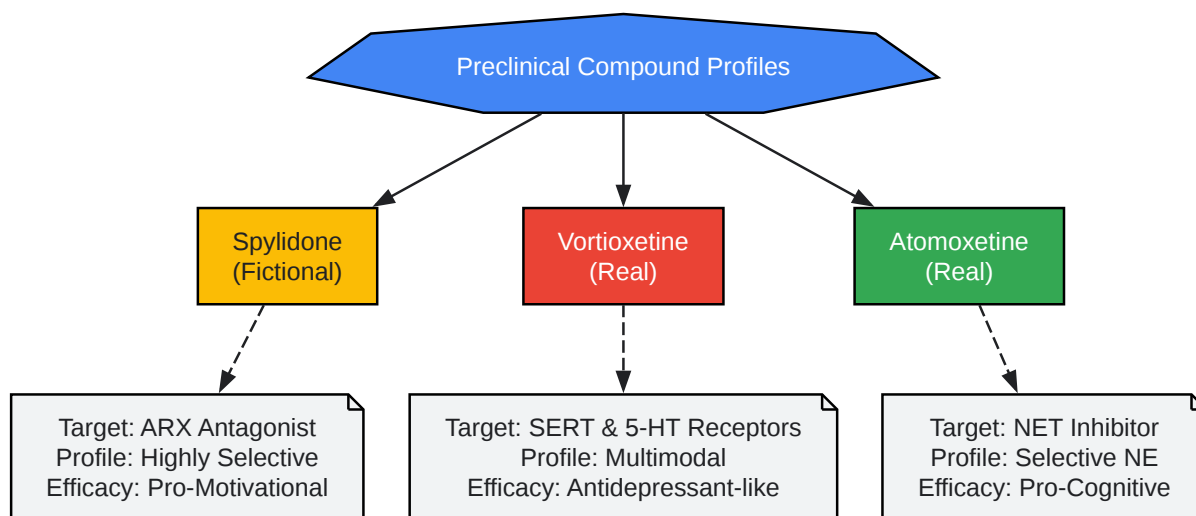 Preclinical Compound Profiles
Spylidone
(Fictional)
Vortioxetine
(Real)
Atomoxetine
(Real)
Target: ARX Antagonist
Profile: Highly Selective
Efficacy: Pro-Motivational
Target: SERT & 5-HT Receptors
Profile: Multimodal
Efficacy: Antidepressant-like
Target: NET Inhibitor
Profile: Selective NE
Efficacy: Pro-Cognitive